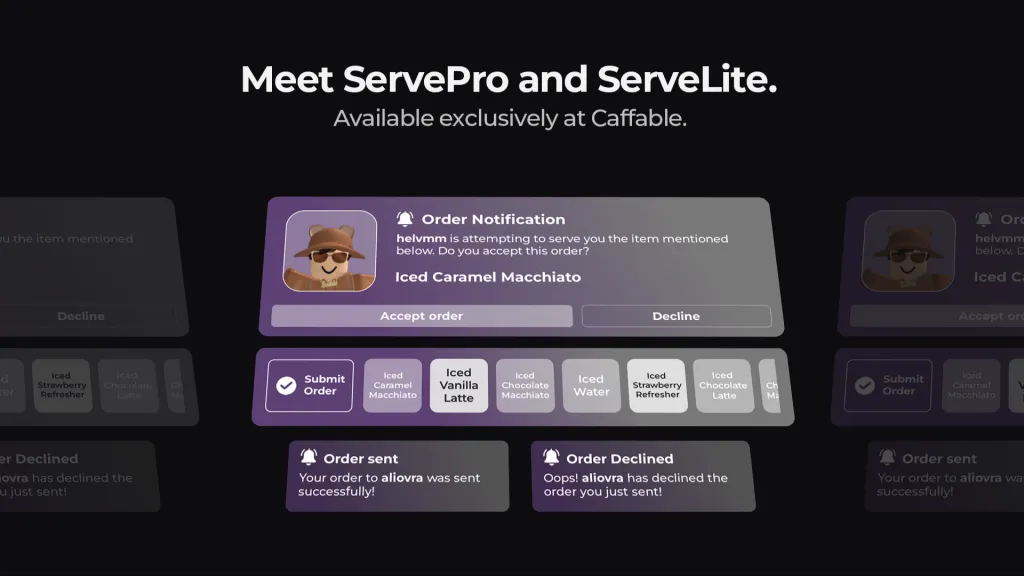 Meet ServePro and ServeLite.
Available exclusively at Caffable.
you the item mentioned
Decline
Iced
Strawberry
Refresher
Iced
Chocolate
Latte
er Declined
iovra has declined the
u just sent!
Order Notification
helvmm is attempting to serve you the item mentioned
below. Do you accept this order?
Iced Caramel Macchiato
Accept order
Decline
Submit
Order
Iced
Caramel
Macchiato
Iced
Vanilla
Latte
Iced
Chocolate
Macchiato
Iced
Water
Iced
Strawberry
Refresher
Iced
Chocolate
Latte
Order sent
Your order to aliovra was sent
successfully!
Order Declined
Oops! aliovra has declined the
order you just sent!
helvmm
below. D
Iced C
Accept ord
Submit
Order
Iced
Caramel
Macchiato
Order sent
Your order to aliovra wa
successfully!